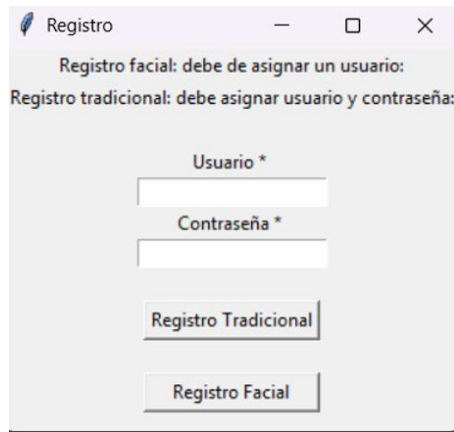 Registro
Registro facial: debe de asignar un usuario:
Registro tradicional: debe asignar usuario y contraseña:
Usuario *
Contraseña *
Registro Tradicional
Registro Facial